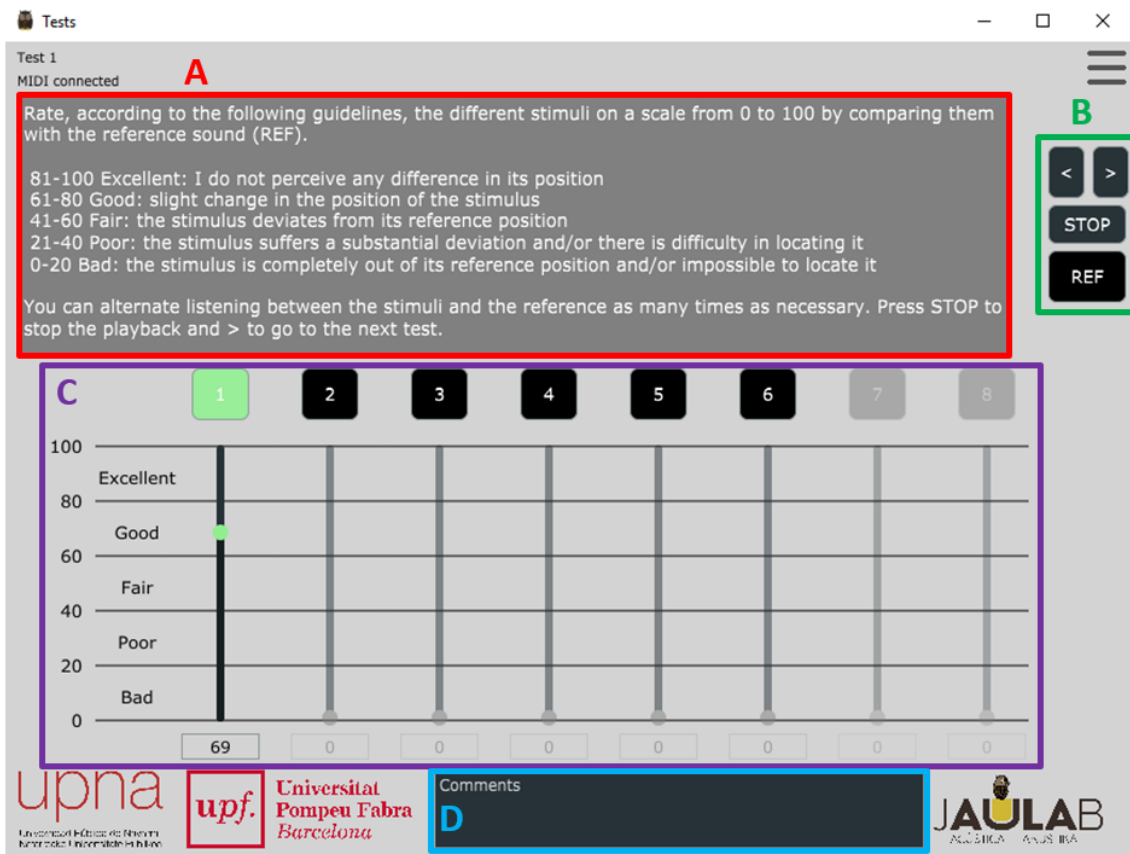 Tests
Test 1
MIDI connected
A
Rate, according to the following guidelines, the different stimuli on a scale from 0 to 100 by comparing them
with the reference sound (REF).
81-100 Excellent: I do not perceive any difference in its position
61-80 Good: slight change in the position of the stimulus
41-60 Fair: the stimulus deviates from its reference position
21-40 Poor: the stimulus suffers a substantial deviation and/or there is difficulty in locating it
0-20 Bad: the stimulus is completely out of its reference position and/or impossible to locate it
You can alternate listening between the stimuli and the reference as many times as necessary. Press STOP to
stop the playback and > to go to the next test.
B
< >
STOP
REF
C
1 2 3 4 5 6 7 8
100
Excellent
80
Good
60
Fair
40
Poor
20
Bad
0
69 0 0 0 0 0 0 0
upna
upf.
Universitat
Pompeu Fabra
Barcelona
Comments
D
JAULAB